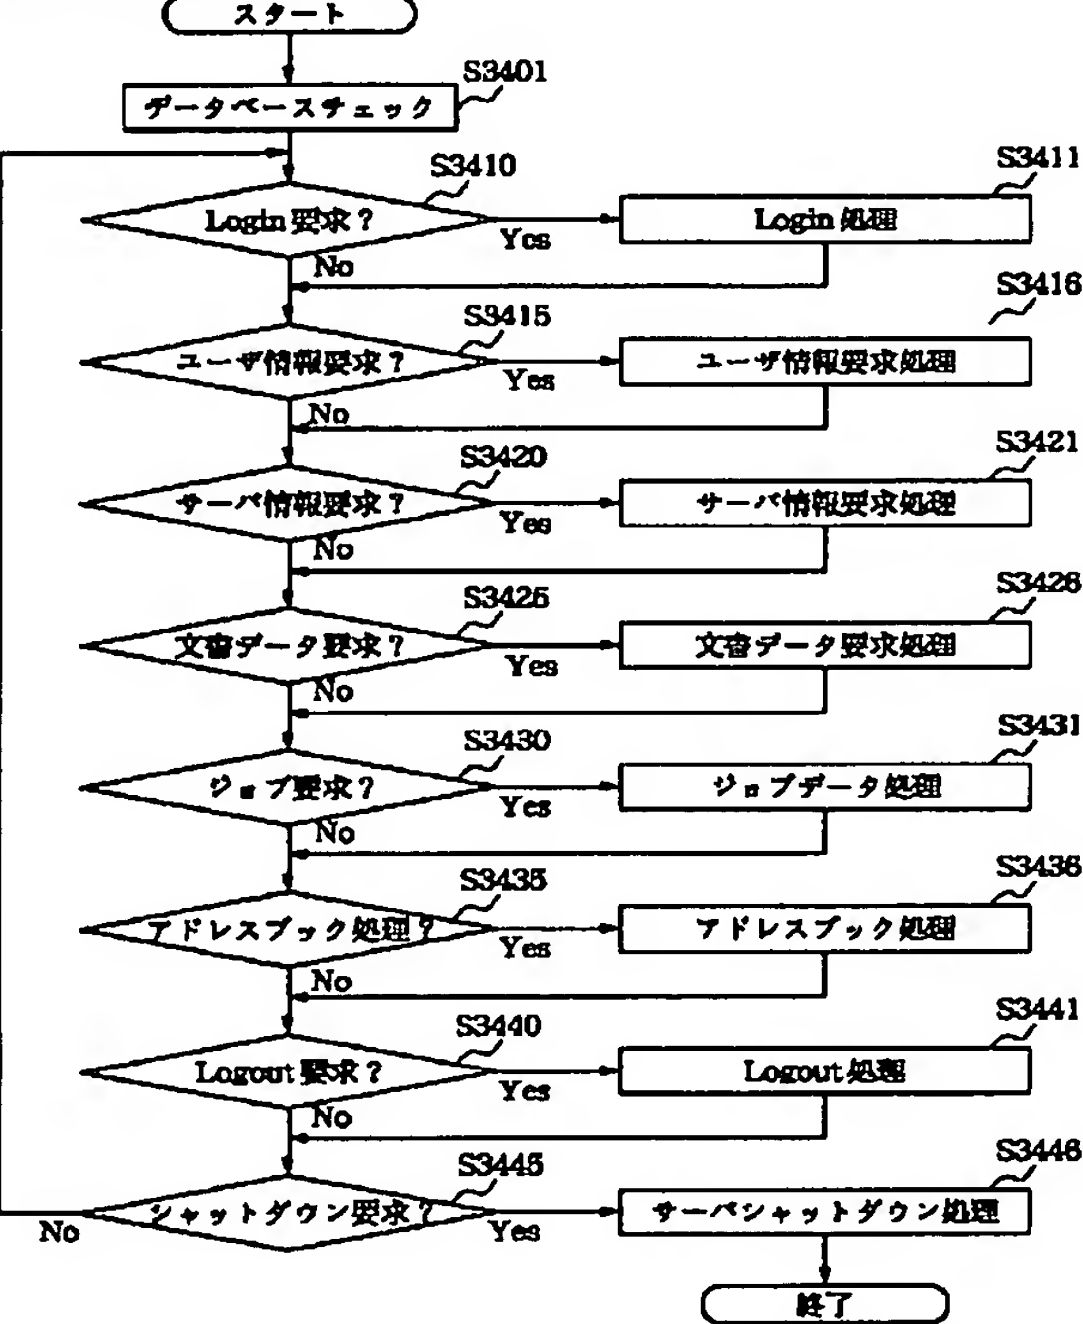 スタート
S3401
データベースチェック
S3410
S3411
Login要求?
Login処理
Yes
No
S3415
S3416
ユーザ情報要求?
ユーザ情報要求処理
Yes
No
S3420
S3421
サーバ情報要求?
サーバ情報要求処理
Yes
No
S3425
S3426
文書データ要求?
文書データ要求処理
Yes
No
S3430
S3431
ジョブ要求?
ジョブデータ処理
Yes
No
S3435
S3436
アドレスブック処理?
アドレスブック処理
Yes
No
S3440
S3441
Logout要求?
Logout処理
Yes
No
S3445
S3446
シャットダウン要求?
サーバシャットダウン処理
No
Yes
終了